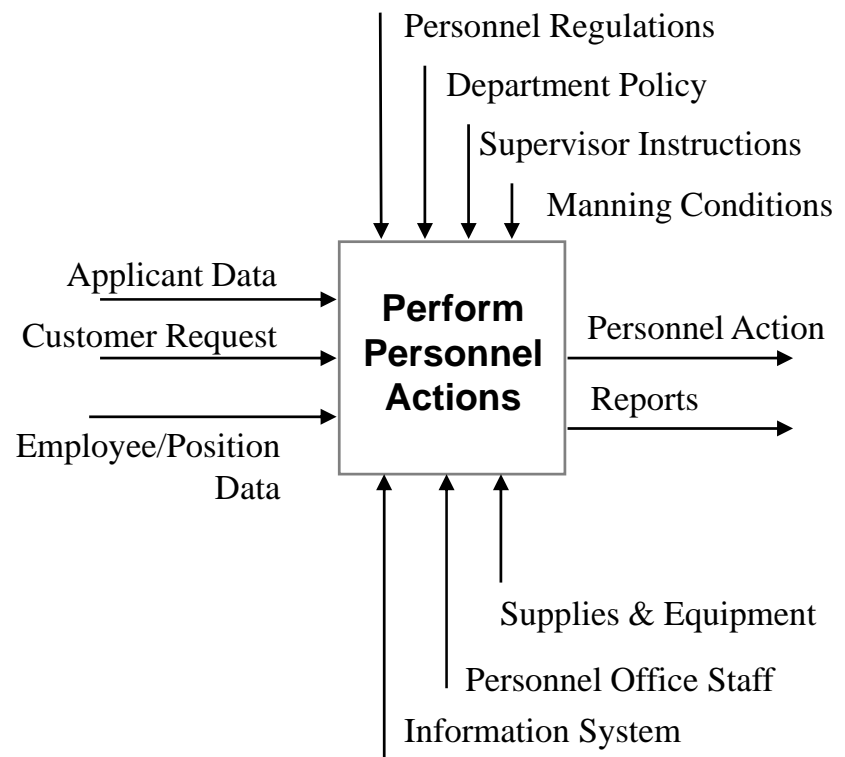 Personnel Regulations
Department Policy
Supervisor Instructions
Manning Conditions
Applicant Data
Customer Request
Employee/Position
Data
Perform
Personnel
Actions
Personnel Action
Reports
Supplies & Equipment
Personnel Office Staff
Information System